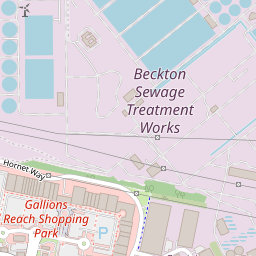 Beckton
Sewage
Treatment
Works
Hornet Way
Gallions
Reach Shopping
Park
P